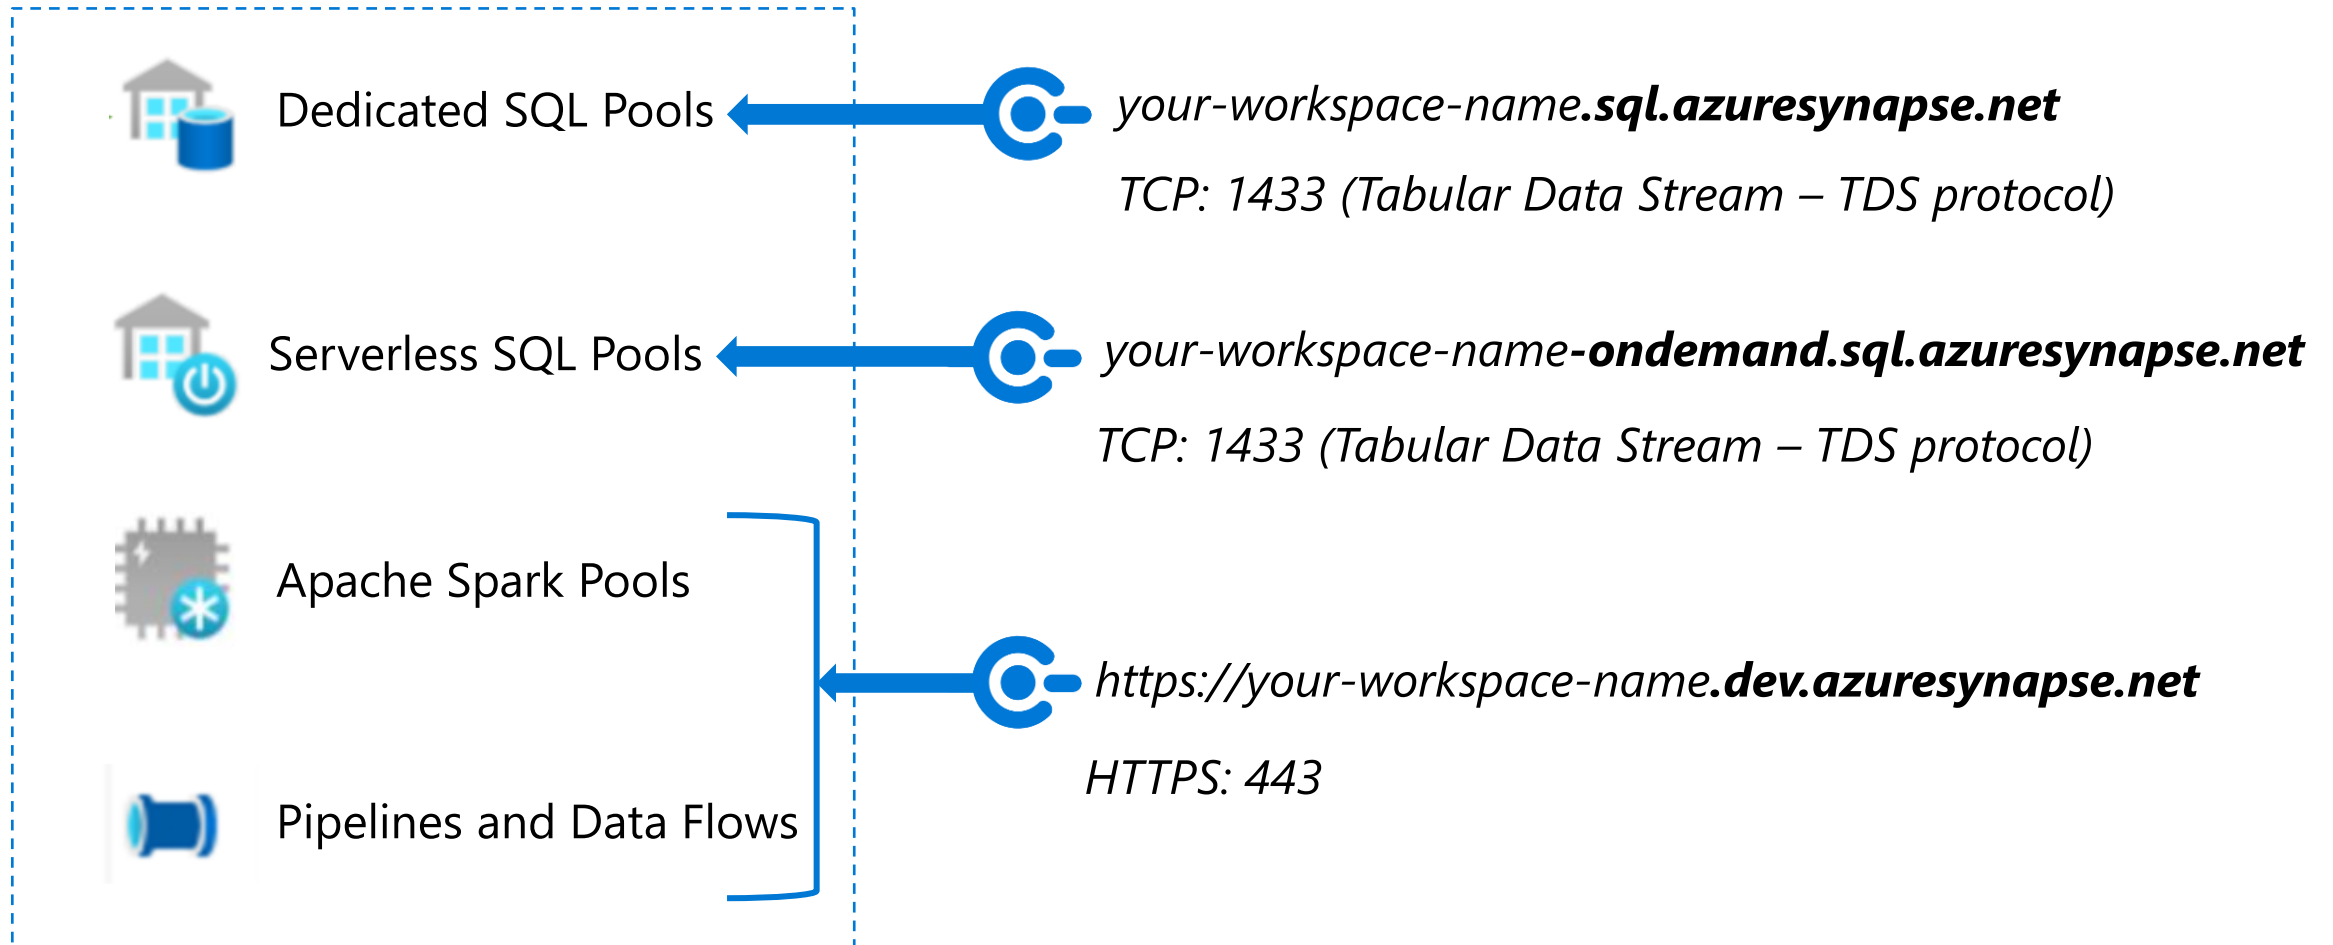 Dedicated SQL Pools
your-workspace-name.sql.azuresynapse.net
TCP: 1433 (Tabular Data Stream – TDS protocol)
Serverless SQL Pools
your-workspace-name-ondemand.sql.azuresynapse.net
TCP: 1433 (Tabular Data Stream – TDS protocol)
Apache Spark Pools
https://your-workspace-name.dev.azuresynapse.net
HTTPS: 443
Pipelines and Data Flows